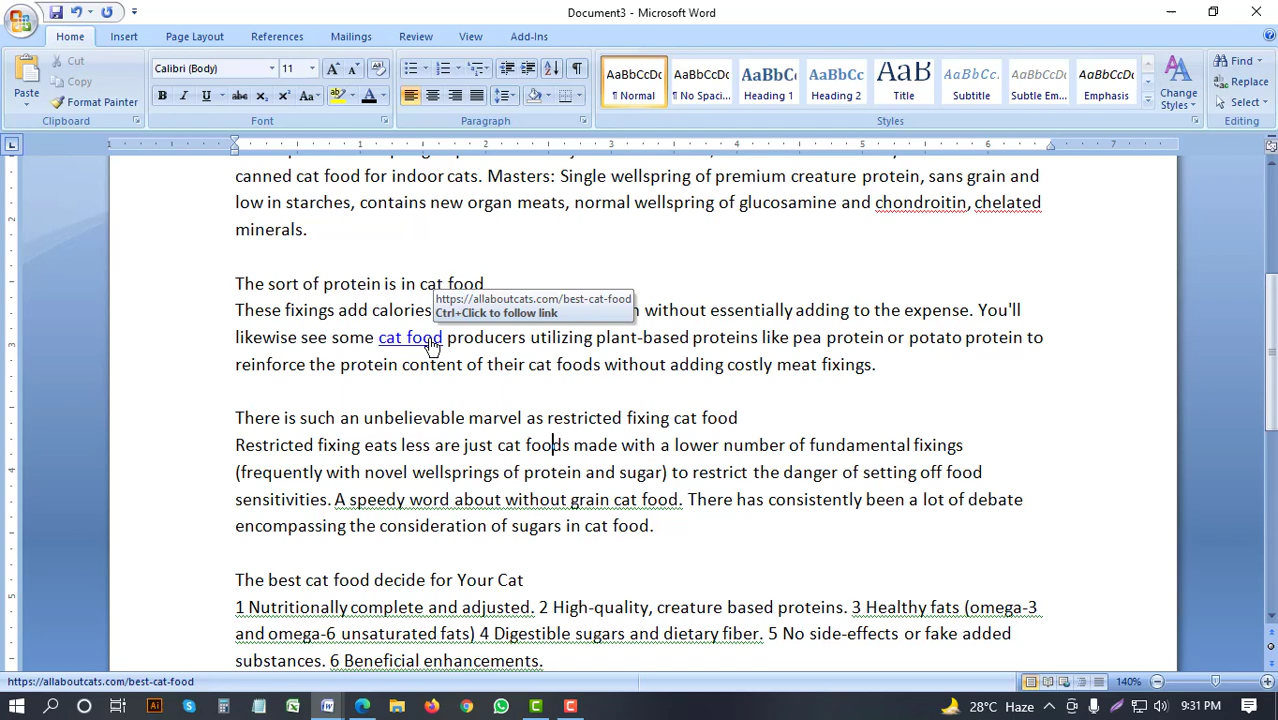 Document3 - Microsoft Word
Home Insert Page Layout References Mailings Review View Add-Ins
Paste
Cut
Copy
Format Painter
Clipboard
Calibri (Body) 11
B I U abc X₂ X² Aa
Font
Paragraph
AaBbCcDc AaBbCcDc AaBbCc AaBbCc AaB AaBbCc AaBbCcDc AaBbCcDc
¶ Normal ¶ No Spaci... Heading 1 Heading 2 Title Subtitle Subtle Em... Emphasis
Styles
Change Styles
Find
Replace
Select
Editing
1 1 2 3 4 5 6 7
canned cat food for indoor cats. Masters: Single wellspring of premium creature protein, sans grain and
low in starches, contains new organ meats, normal wellspring of glucosamine and chondroitin, chelated
minerals.
The sort of protein is in cat food
These fixings add calories without essentially adding to the expense. You'll
https://allaboutcats.com/best-cat-food
Ctrl+Click to follow link
likewise see some cat food producers utilizing plant-based proteins like pea protein or potato protein to
reinforce the protein content of their cat foods without adding costly meat fixings.
There is such an unbelievable marvel as restricted fixing cat food
Restricted fixing eats less are just cat foods made with a lower number of fundamental fixings
(frequently with novel wellsprings of protein and sugar) to restrict the danger of setting off food
sensitivities. A speedy word about without grain cat food. There has consistently been a lot of debate
encompassing the consideration of sugars in cat food.
The best cat food decide for Your Cat
1 Nutritionally complete and adjusted. 2 High-quality, creature based proteins. 3 Healthy fats (omega-3
and omega-6 unsaturated fats) 4 Digestible sugars and dietary fiber. 5 No side-effects or fake added
substances. 6 Beneficial enhancements.
https://allaboutcats.com/best-cat-food
140%
28°C Haze 9:31 PM